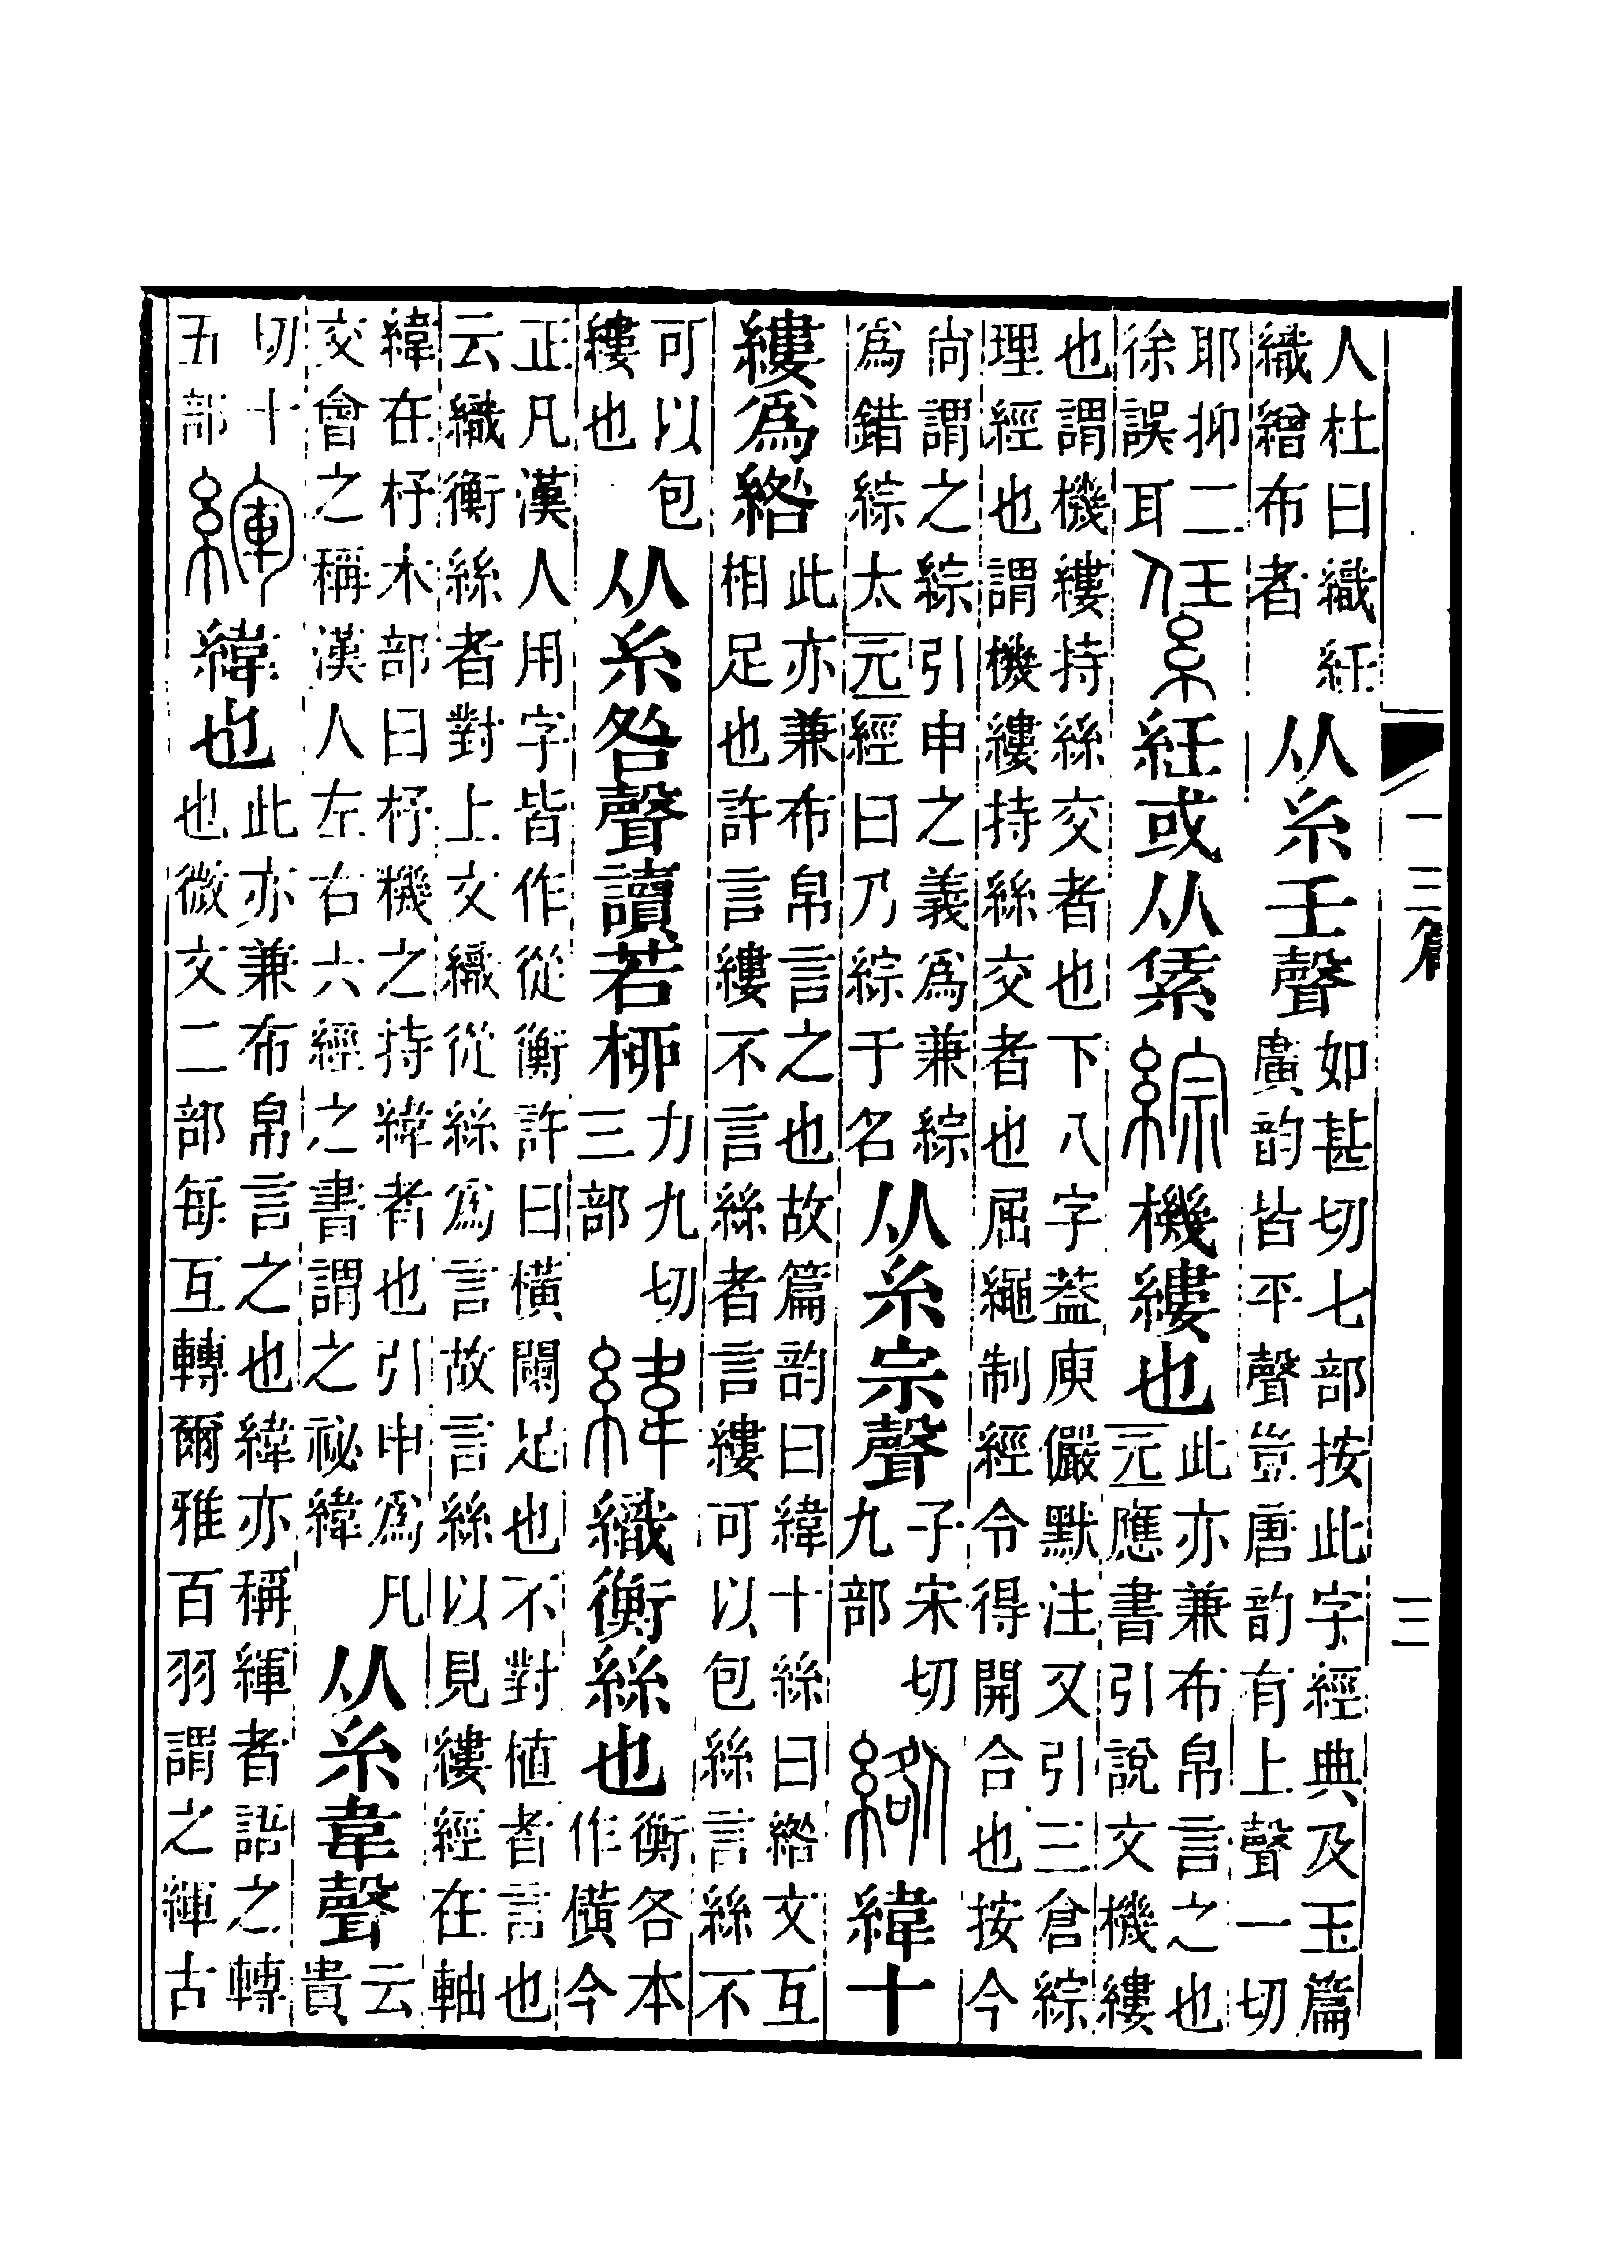 人杜曰織紝
織繒布者
从糸壬聲
如甚切七部按此字經典及玉篇
廣韵皆平聲豈唐韵有上聲一切
耶抑二
徐誤耳
紝或从
綜機縷也
此亦兼布帛言之也
元應書引說文機縷
也謂機縷持絲交者也下八字葢庾儼默注又引三倉綜
理經也謂機縷持絲交者也屈繩制經令得開合也按今
尚謂之綜引申之義爲兼綜
爲錯綜太元經曰乃綜于名
从糸宗聲
子宋切
九部
綹緯十
縷爲綹
此亦兼布帛言之也故篇韵曰緯十絲曰綹文互
相足也許言縷不言絲者言縷可以包絲言絲不
可以包
縷也
从糸咎聲讀若桺
力九切
三部
緯織衡絲也
衡各本
作橫今
正凡漢人用字皆作從衡許曰橫闌足也不對植者言也
云織衡絲者對上文織從絲爲言故言絲以見縷經在軸
緯在杼木部曰杼機之持緯者也引申爲凡
交會之稱漢人左右六經之書謂之祕緯
从糸韋聲
云
貴
切十
五部
緷緯也
此亦兼布帛言之也緯亦稱緷者語之轉
也微文二部每互轉爾雅百羽謂之緷古